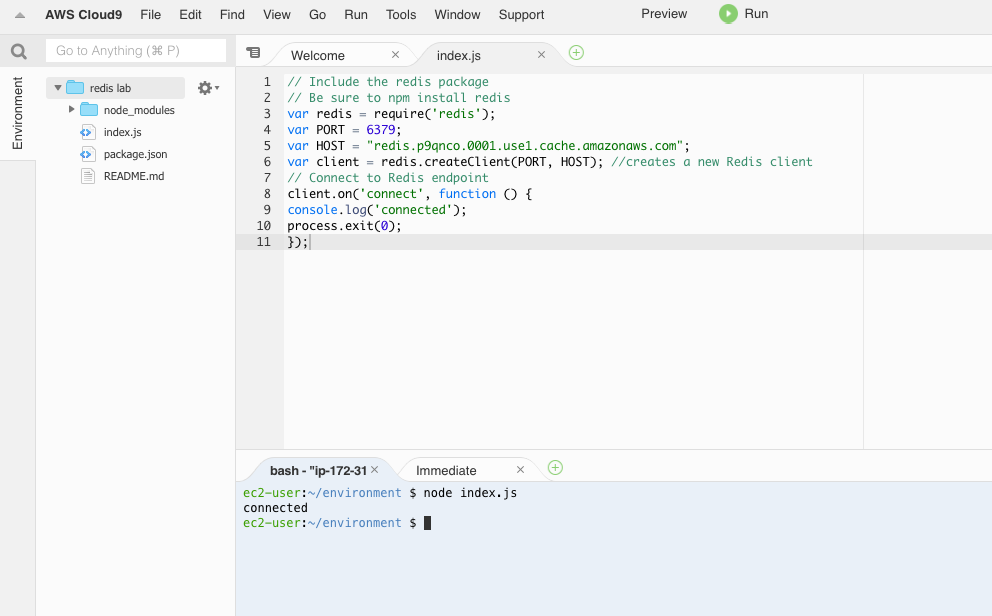 AWS Cloud9 File Edit Find View Go Run Tools Window Support Preview Run
Go to Anything (⌘ P)
Welcome
index.js
Environment
redis lab
node_modules
index.js
package.json
README.md
1 // Include the redis package
2 // Be sure to npm install redis
3 var redis = require('redis');
4 var PORT = 6379;
5 var HOST = "redis.p9qnco.0001.use1.cache.amazonaws.com";
6 var client = redis.createClient(PORT, HOST); //creates a new Redis client
7 // Connect to Redis endpoint
8 client.on('connect', function () {
9 console.log('connected');
10 process.exit(0);
11 });
bash - "ip-172-31
Immediate
ec2-user:~/environment $ node index.js
connected
ec2-user:~/environment $